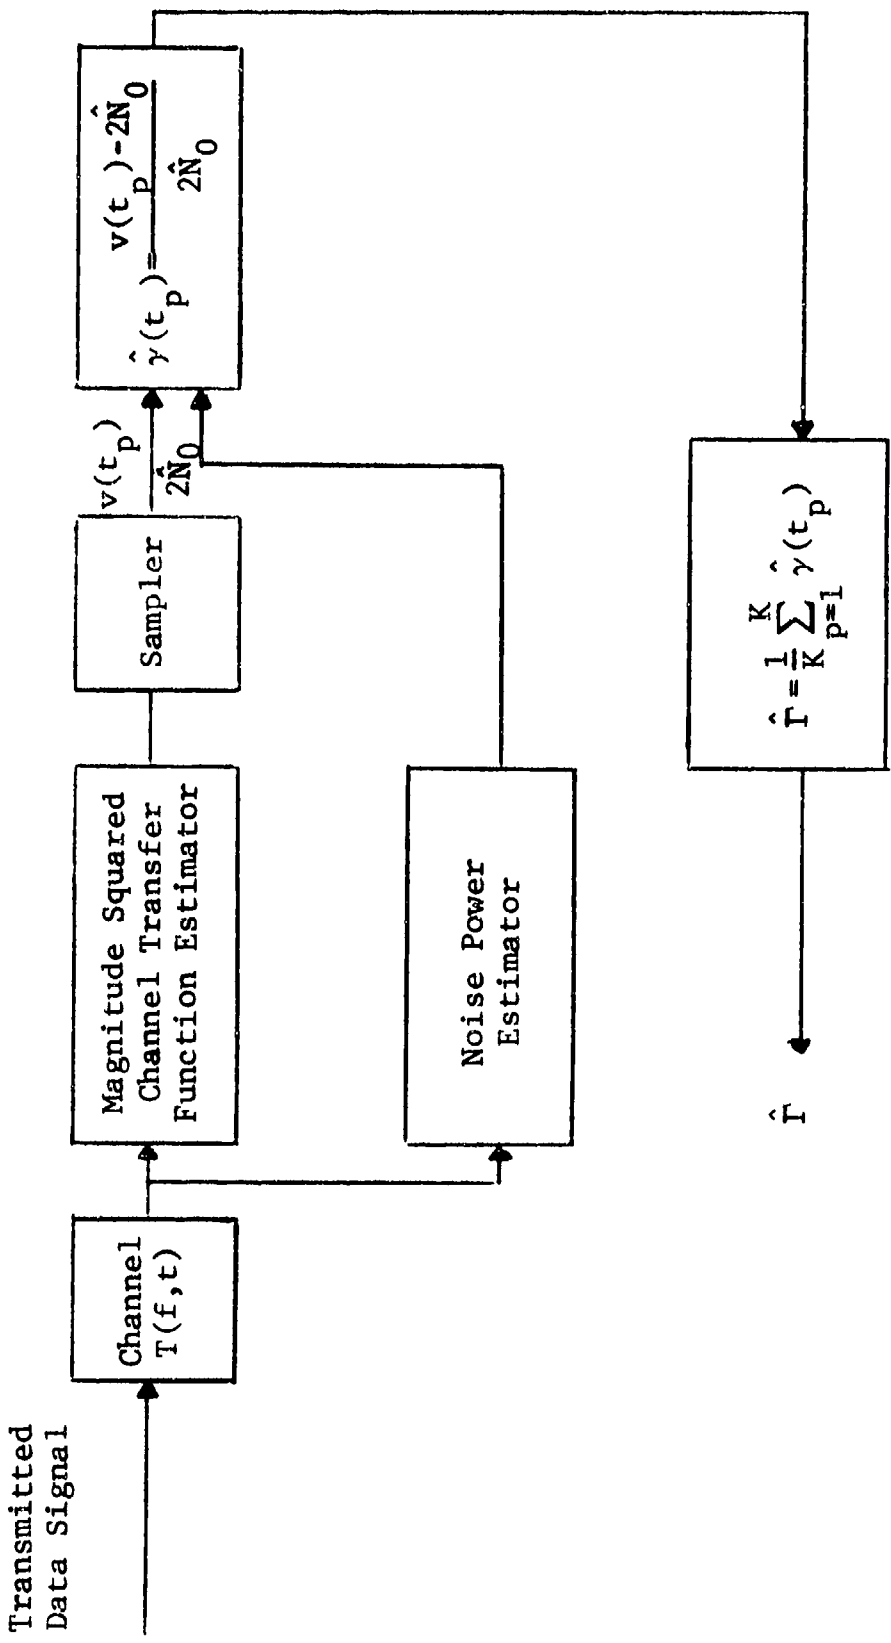 Transmitted
Data Signal
Channel
T(f,t)
Magnitude Squared
Channel Transfer
Function Estimator
Sampler
v(t_p)
2N̂_0
γ̂(t_p)= (v(t_p)-2N̂_0)/(2N̂_0)
Noise Power
Estimator
Γ̂ = 1/K ∑_{p=1}^{K} γ̂(t_p)
Γ̂